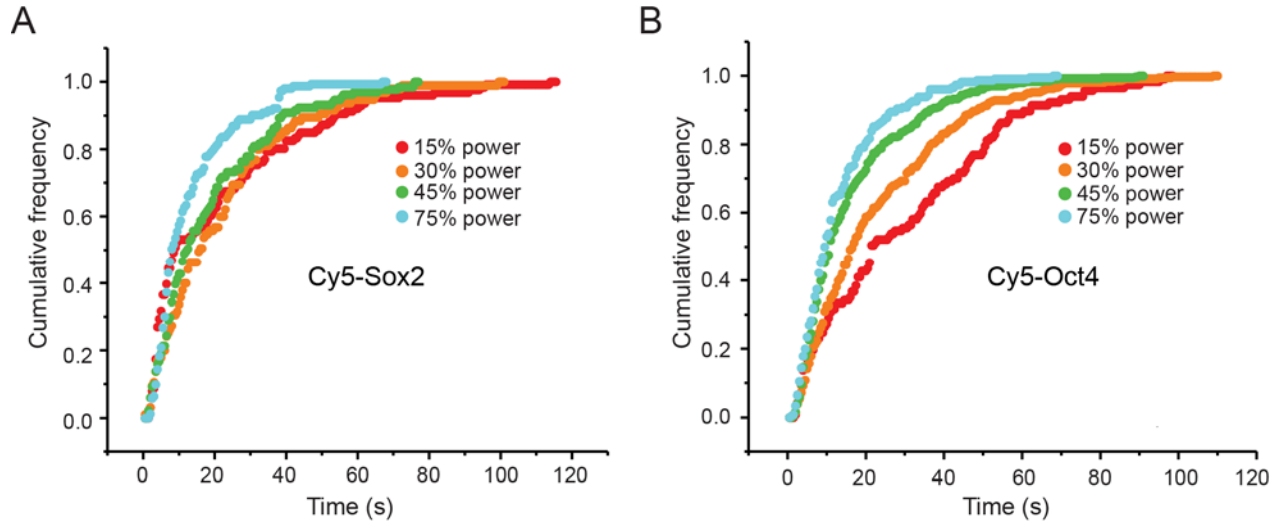 A
Cumulative frequency
1.0
0.8
0.6
0.4
0.2
0.0
15% power
30% power
45% power
75% power
Cy5-Sox2
0 20 40 60 80 100 120
Time (s)
B
Cumulative frequency
1.0
0.8
0.6
0.4
0.2
0.0
15% power
30% power
45% power
75% power
Cy5-Oct4
0 20 40 60 80 100 120
Time (s)